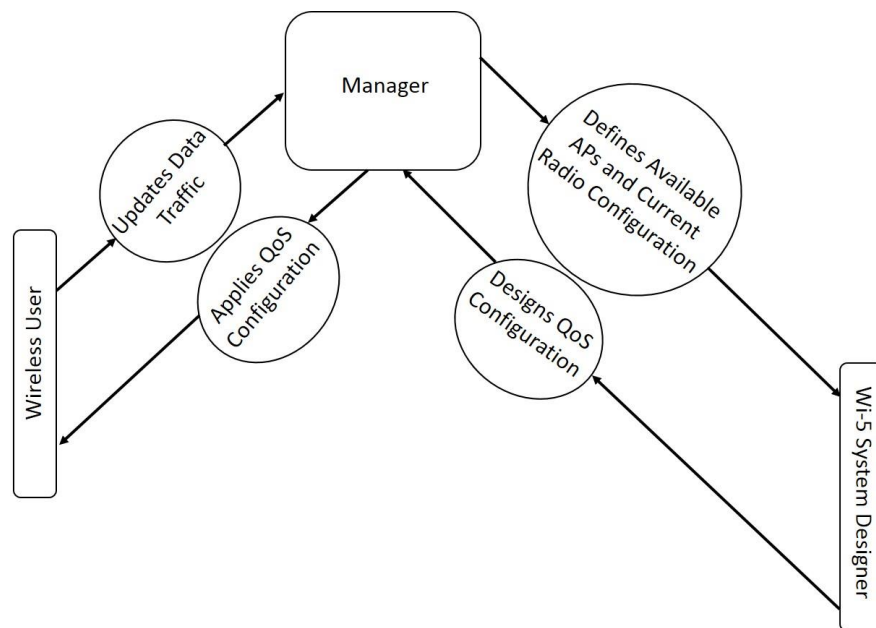 Manager
Updates Data
Traffic
Applies QoS
Configuration
Defines Available
APs and Current
Radio Configuration
Designs QoS
Configuration
Wireless User
Wi-5 System Designer